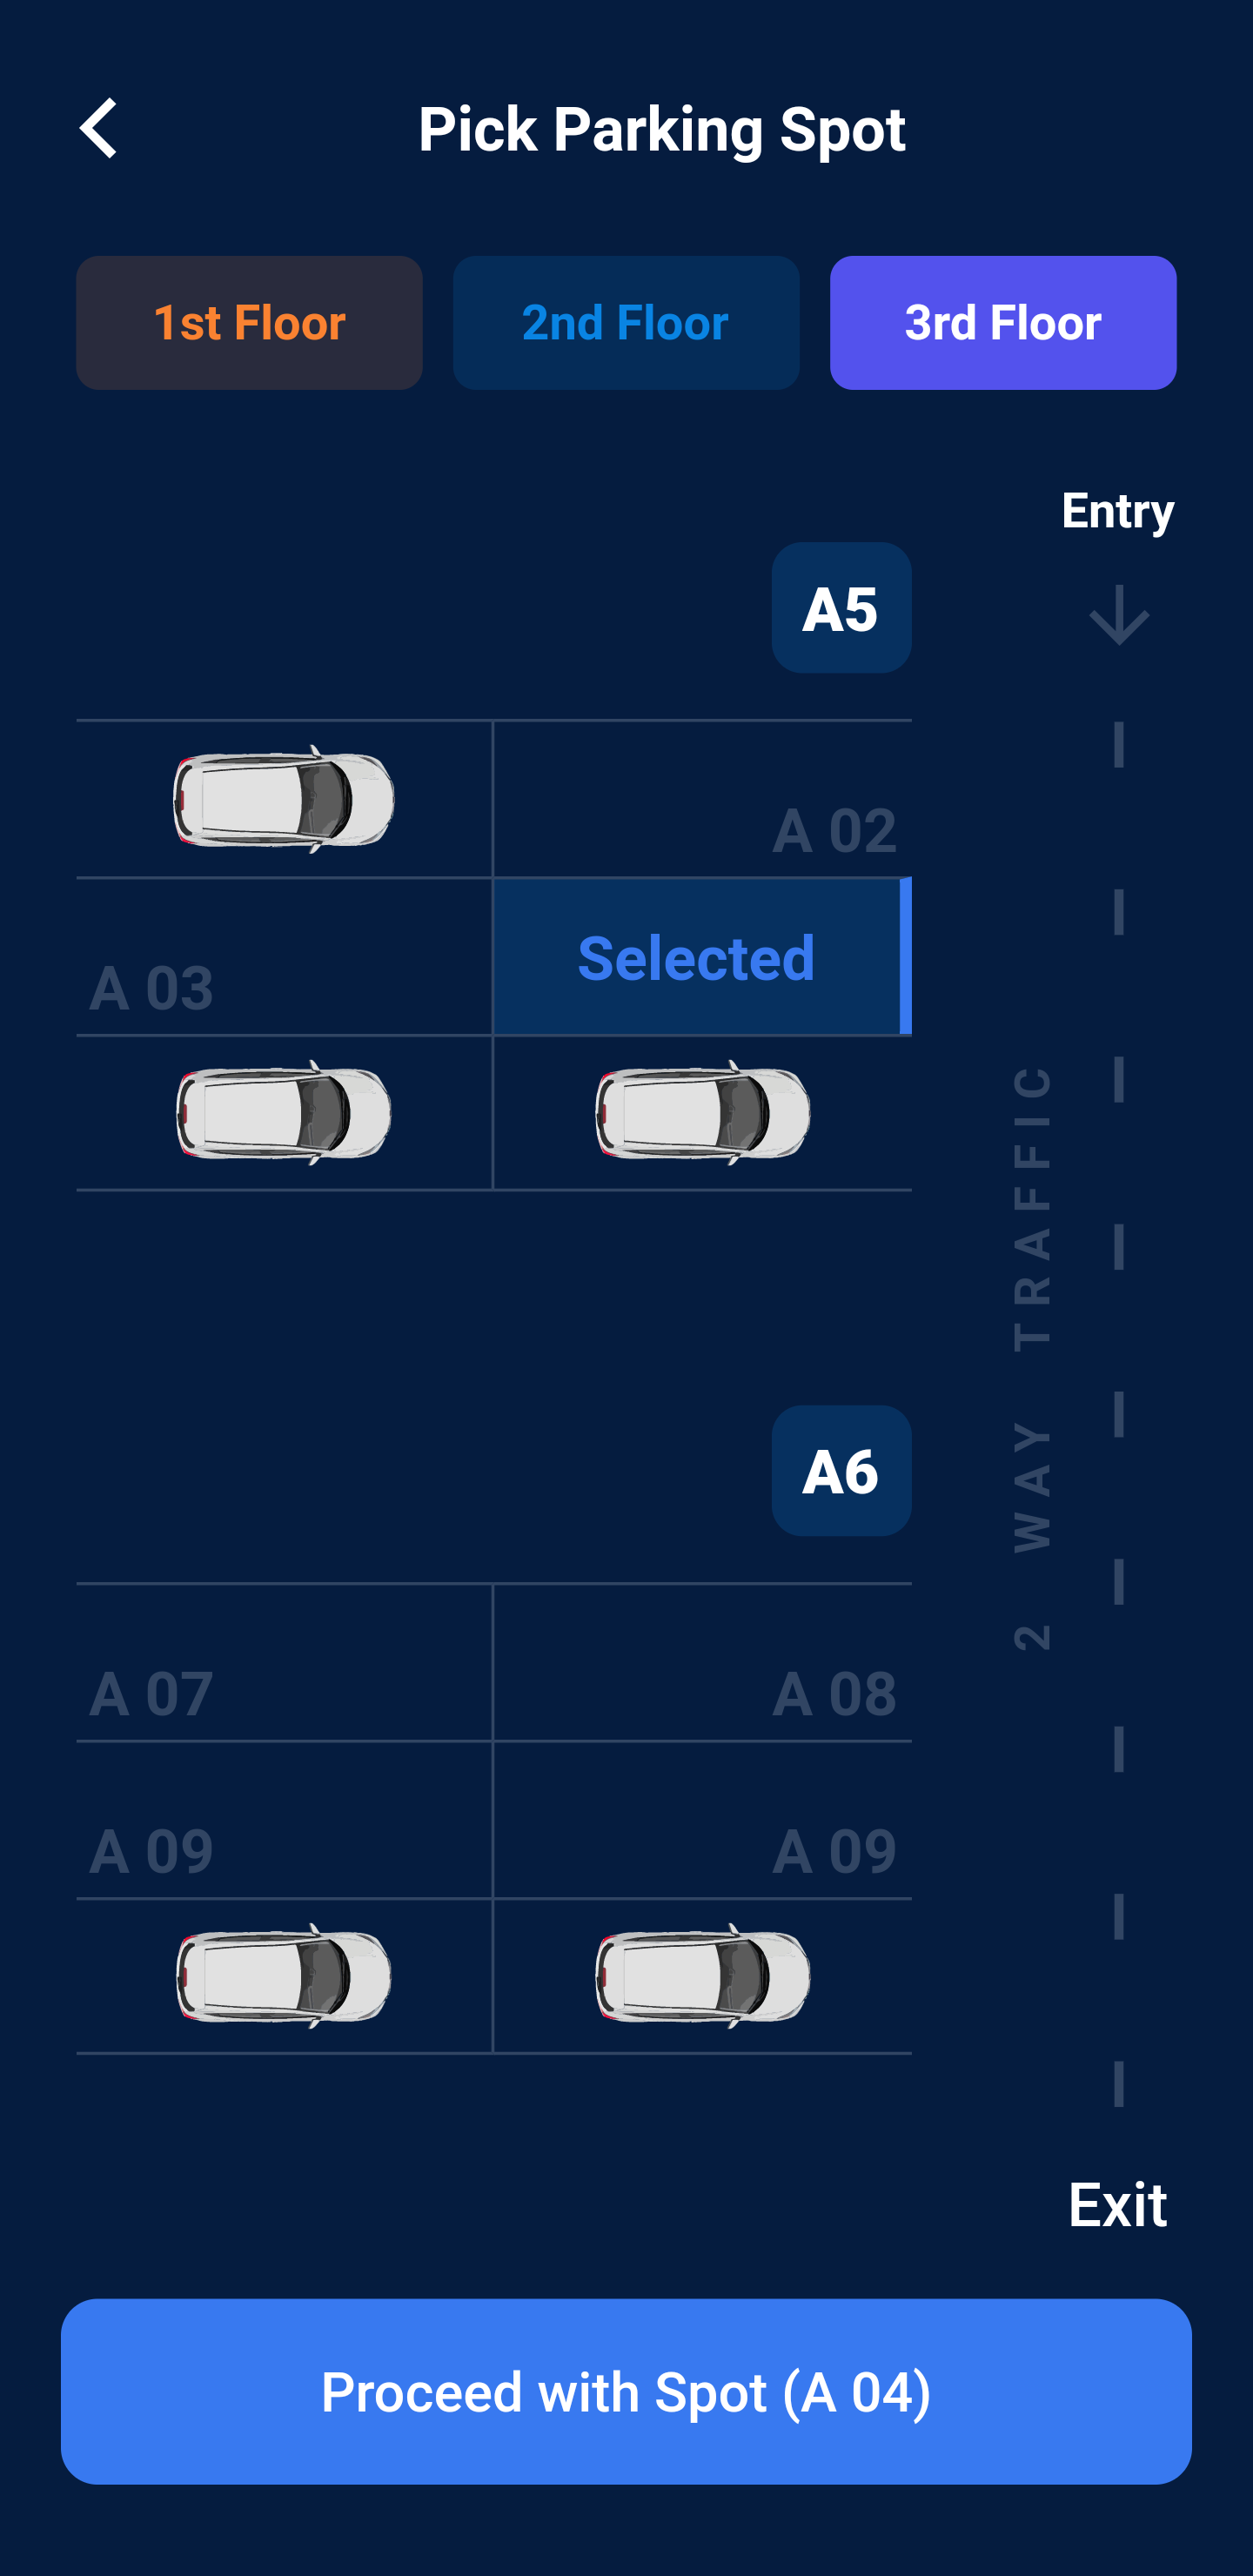 Pick Parking Spot
1st Floor
2nd Floor
3rd Floor
Entry
A5
A 02
A 03
Selected
2 WAY TRAFFIC
A6
A 07
A 08
A 09
A 09
Exit
Proceed with Spot (A 04)